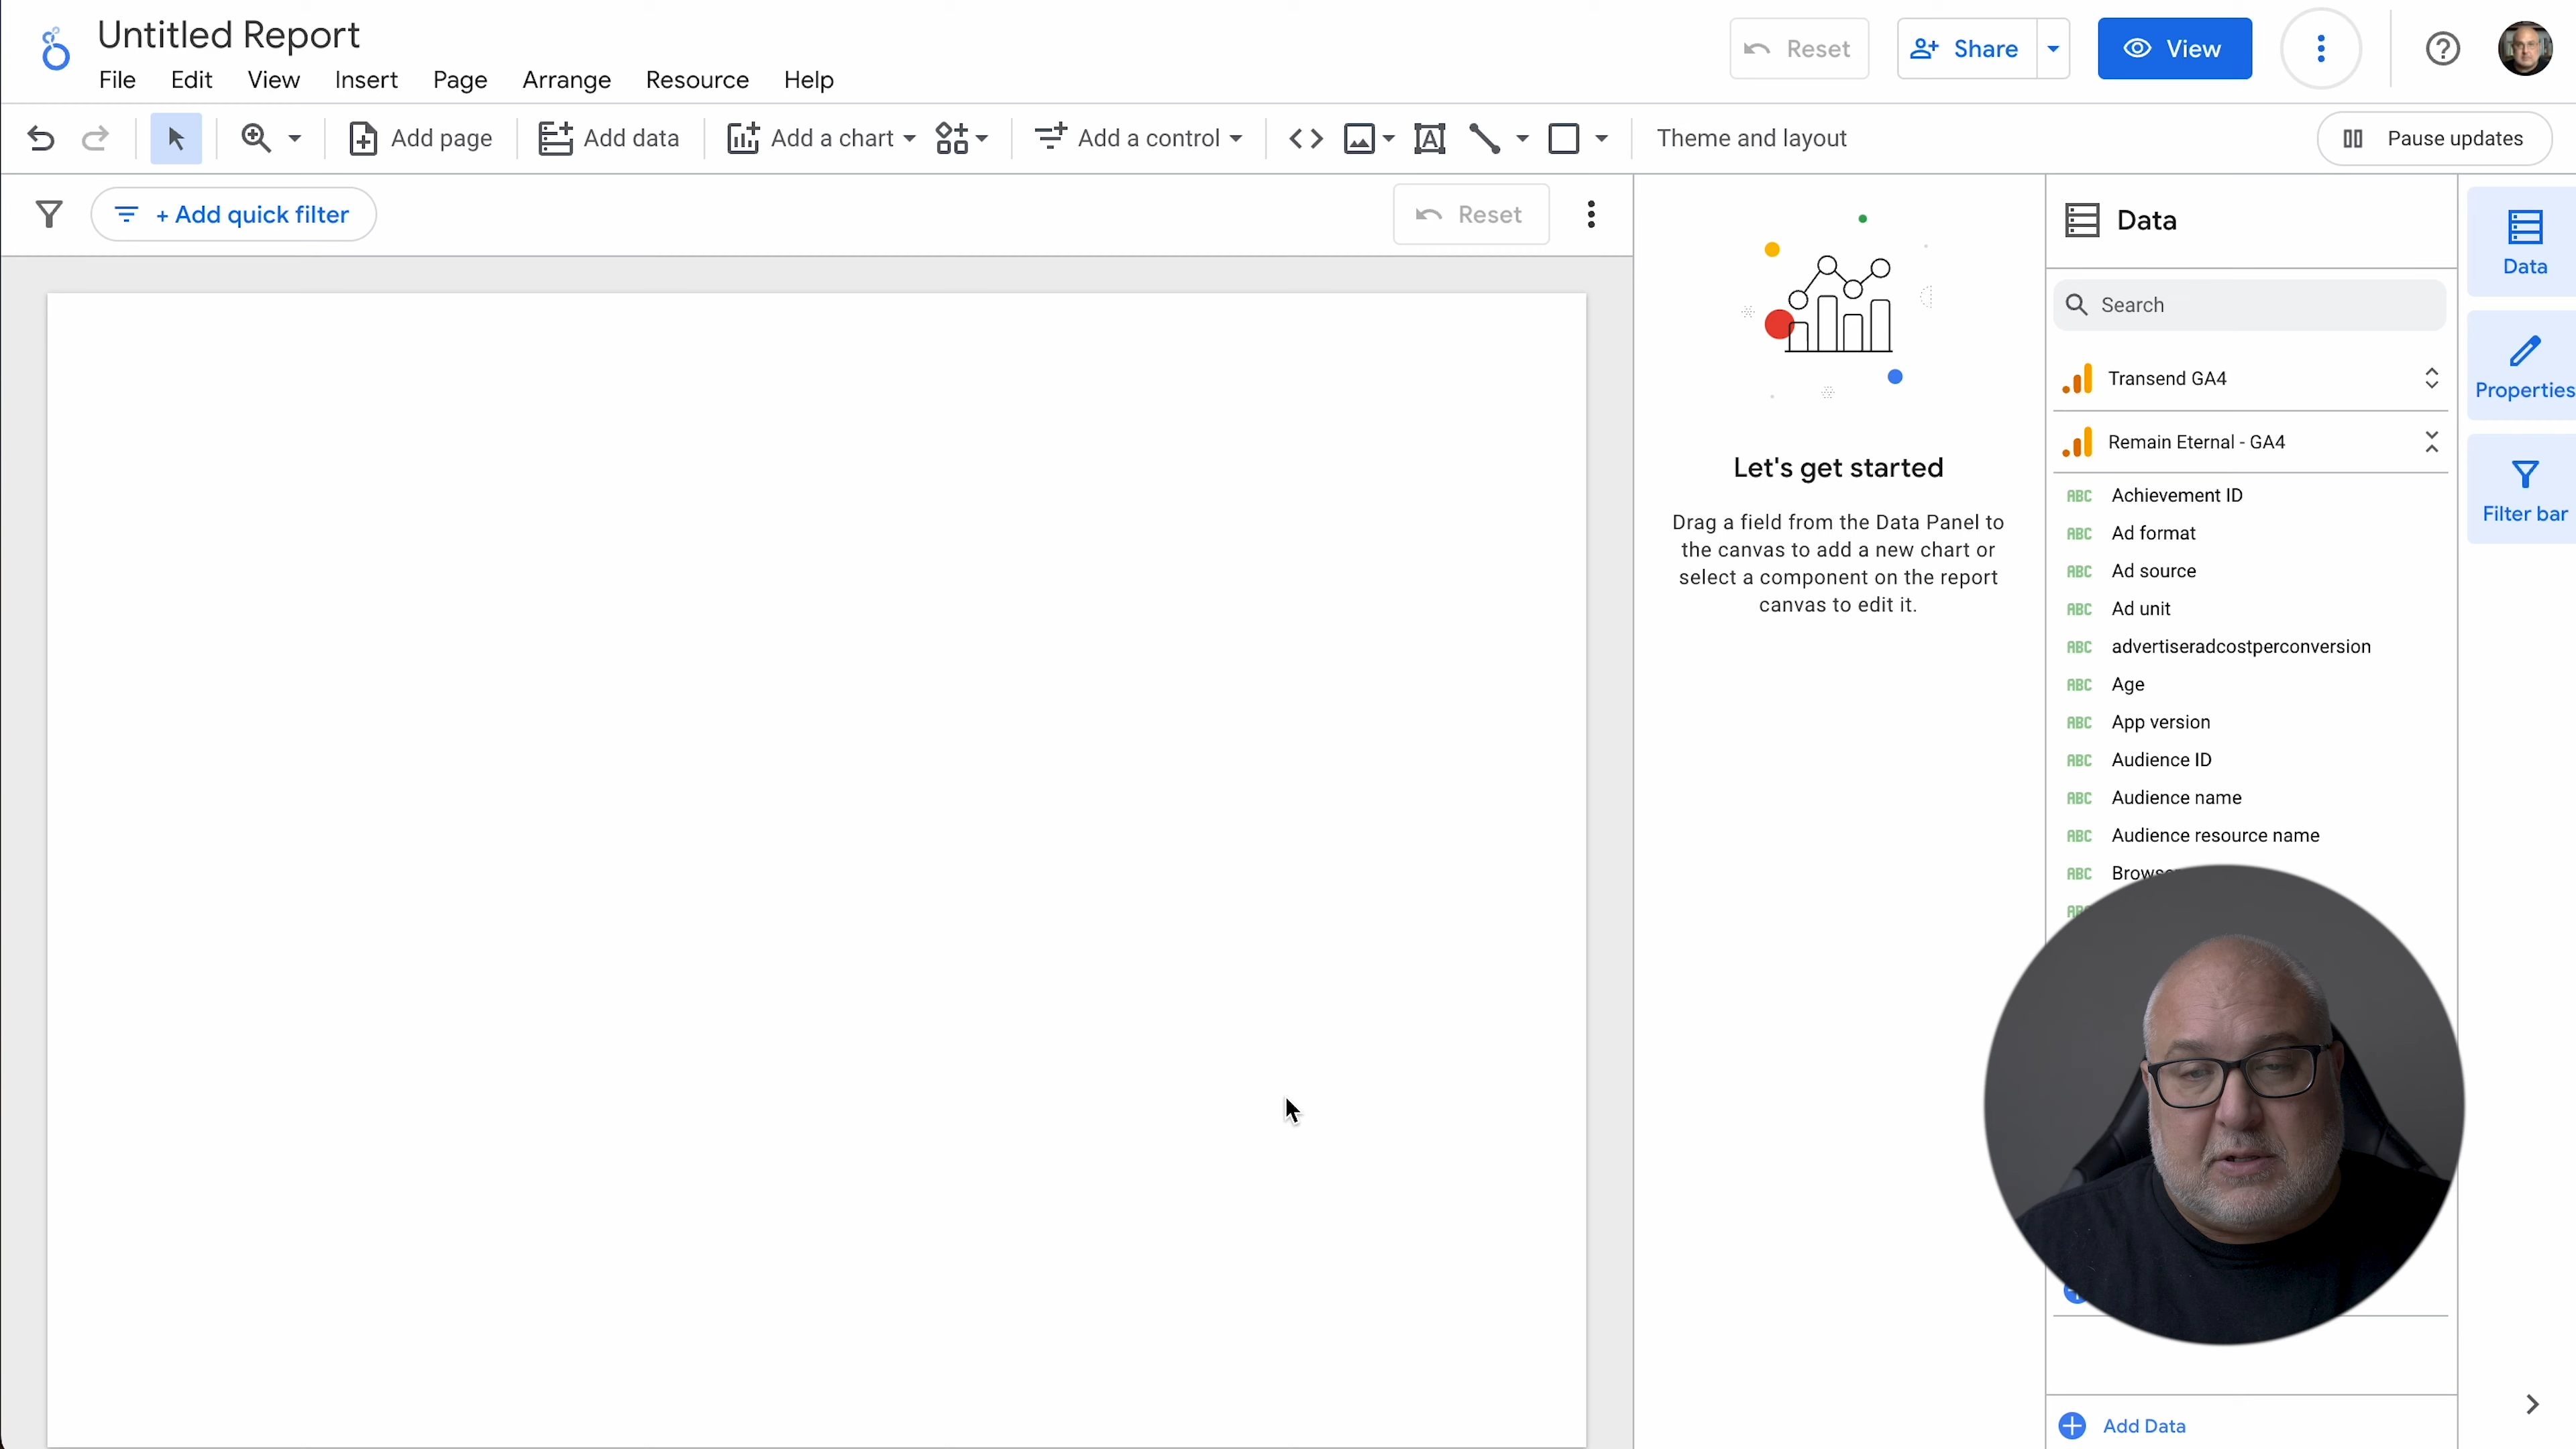 Untitled Report
File Edit View Insert Page Arrange Resource Help
Reset
Share
View
Add page
Add data
Add a chart
Add a control
Theme and layout
Pause updates
+ Add quick filter
Reset
Let's get started
Drag a field from the Data Panel to
the canvas to add a new chart or
select a component on the report
canvas to edit it.
Data
Search
Transend GA4
Remain Eternal - GA4
ABC Achievement ID
ABC Ad format
ABC Ad source
ABC Ad unit
ABC advertiseradcostperconversion
ABC Age
ABC App version
ABC Audience ID
ABC Audience name
ABC Audience resource name
ABC
Add Data
Data
Properties
Filter bar